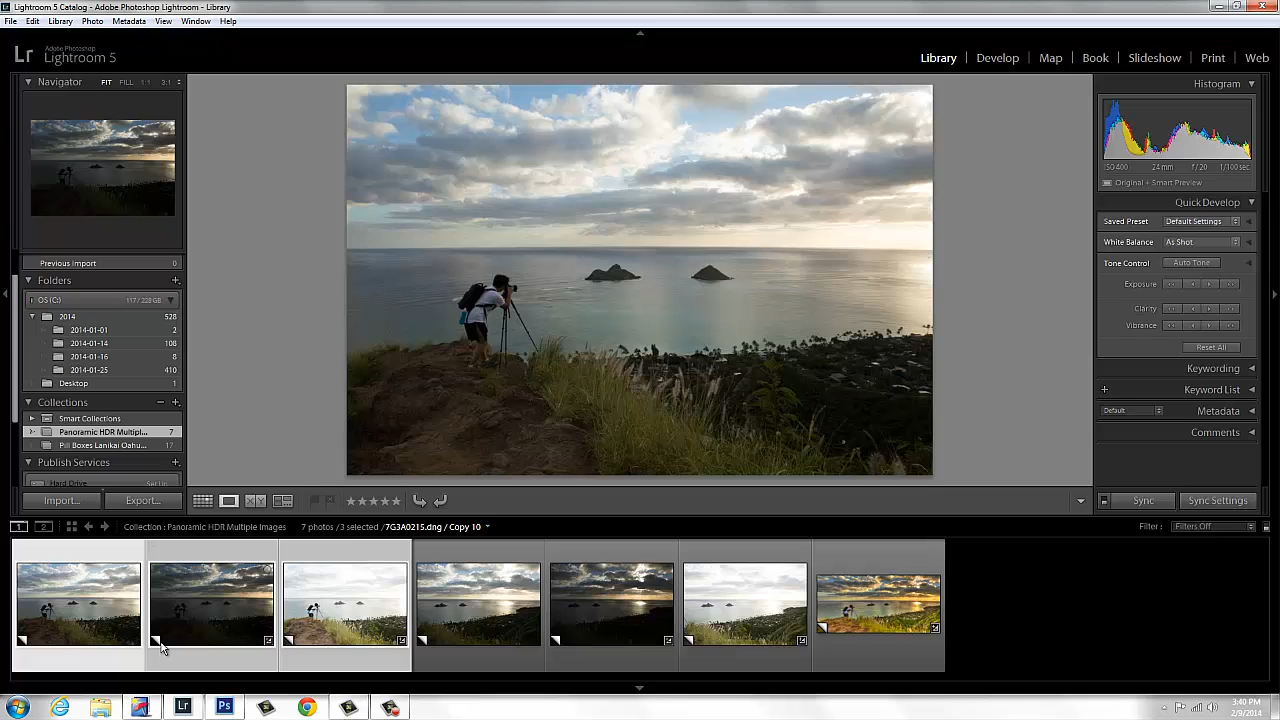 Lightroom 5 Catalog - Adobe Photoshop Lightroom - Library
File Edit Library Photo Metadata View Window Help
Lr Adobe Photoshop
Lightroom 5
Library | Develop | Map | Book | Slideshow | Print | Web
Navigator FIT FILL 1:1 3:1
Histogram
ISO 400 24 mm f / 20 1/100 sec
Original + Smart Preview
Quick Develop
Saved Preset Default Settings
White Balance As Shot
Tone Control Auto Tone
Exposure
Clarity
Vibrance
Reset All
Keywording
Keyword List
Default Metadata
Comments
Previous Import 0
Folders
OS (C:) 117 / 228 GB
2014 528
2014-01-01 2
2014-01-14 108
2014-01-16 8
2014-01-25 410
Desktop 1
Collections
Smart Collections
Panoramic HDR Multipl... 7
Pill Boxes Lanikai Oahu... 17
Publish Services
Hard Drive Set Up
Import... Export...
XY
Sync Sync Settings
1 2 Collection : Panoramic HDR Multiple Images 7 photos / 3 selected / 7G3A0215.dng / Copy 10
Filter : Filters Off
Lr Ps
3:40 PM
2/9/2014